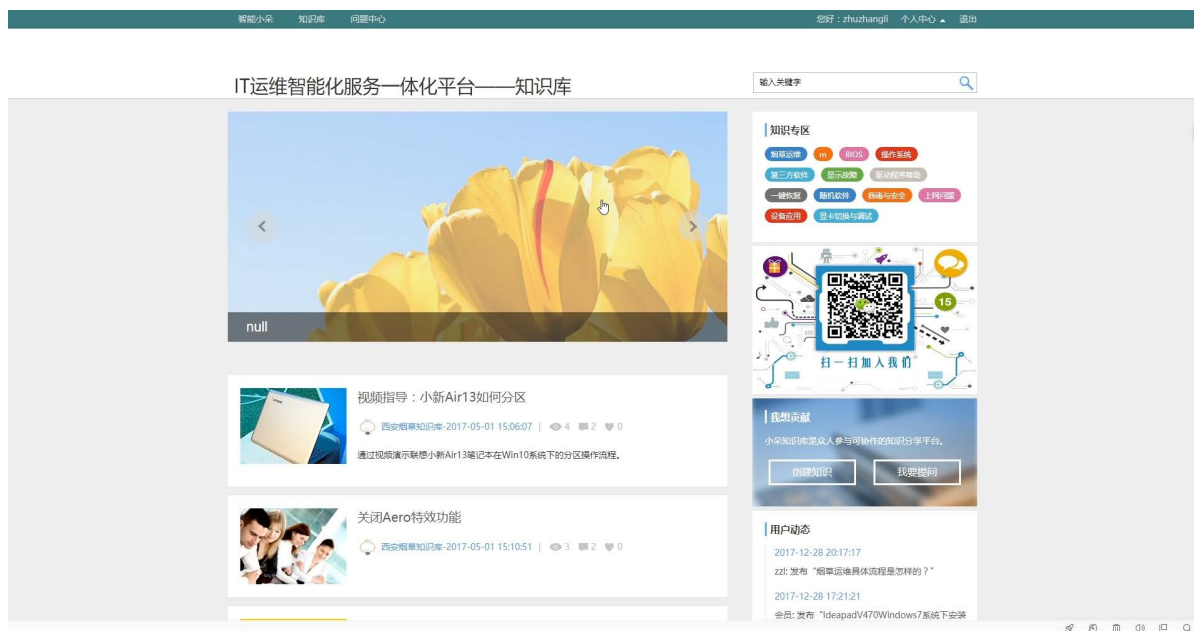 智能小朵 知识库 问题中心 您好：zhuzhangli 个人中心 退出
IT运维智能化服务一体化平台——知识库
输入关键字
null
知识专区
烟草运维 m BIOS 操作系统
第三方软件 显示故障 驱动程序帮助
一键恢复 随机软件 病毒与安全 上网问题
设备应用 显卡切换与调试
15
扫一扫加入我们
我想贡献
小朵知识库是众人参与可协作的知识分享平台。
创建知识 我要提问
视频指导：小新Air13如何分区
西安烟草知识库-2017-05-01 15:06:07 | 4 2 0
通过视频演示联想小新Air13笔记本在Win10系统下的分区操作流程。
关闭Aero特效功能
西安烟草知识库-2017-05-01 15:10:51 | 3 2 0
用户动态
2017-12-28 20:17:17
zzl: 发布“烟草运维具体流程是怎样的？”
2017-12-28 17:21:21
会员: 发布“IdeapadV470Windows7系统下安装